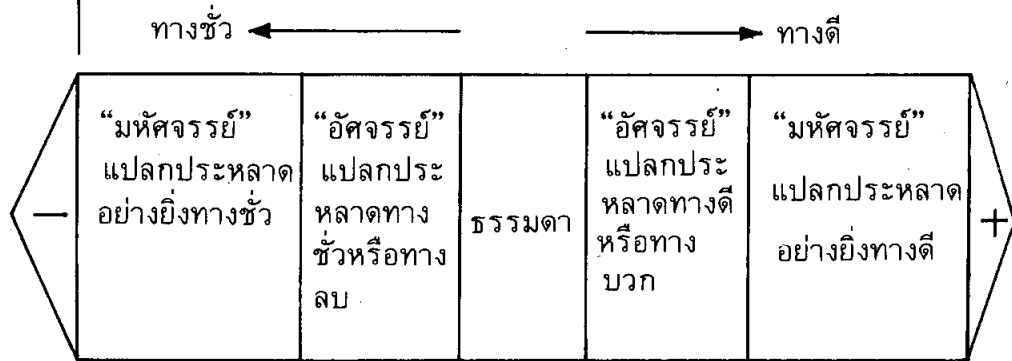 ทางชั่ว
ทางดี
“มหัศจรรย์”
แปลกประหลาด
อย่างยิ่งทางชั่ว
“อัศจรรย์”
แปลกประ
หลาดทาง
ชั่วหรือทาง
ลบ
ธรรมดา
“อัศจรรย์”
แปลกประ
หลาดทางดี
หรือทาง
บวก
“มหัศจรรย์”
แปลกประหลาด
อย่างยิ่งทางดี
—
+